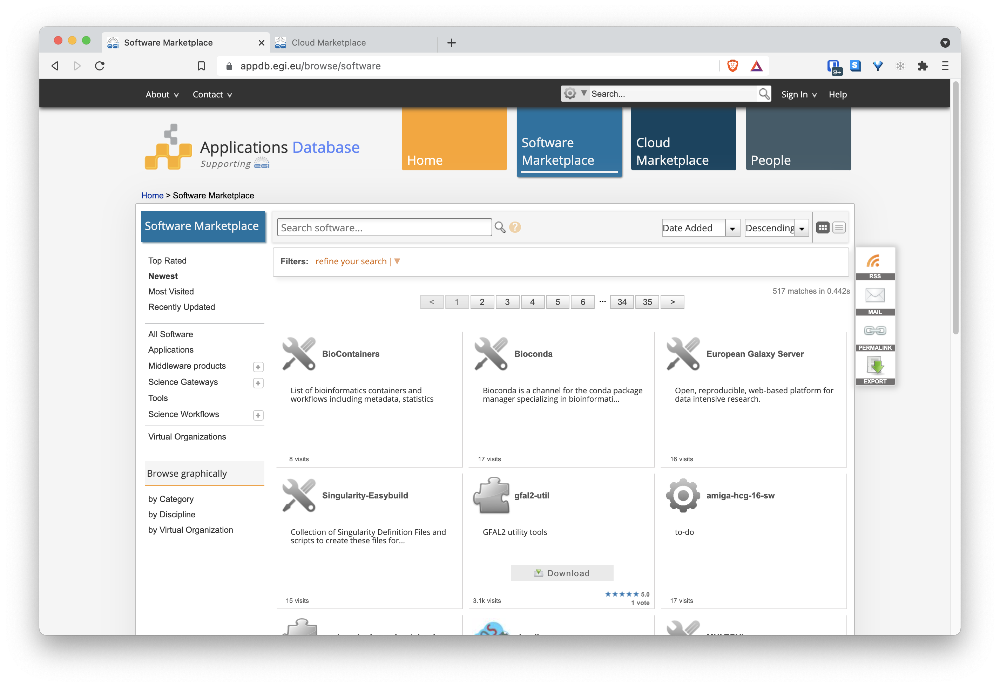 Software Marketplace
Cloud Marketplace
appdb.egi.eu/browse/software
9+
S
About
Contact
Search...
Sign In
Help
Applications Database
Supporting egi
Home
Software
Marketplace
Cloud
Marketplace
People
Home > Software Marketplace
Software Marketplace
Search software...
?
Date Added
Descending
Top Rated
Newest
Most Visited
Recently Updated
All Software
Applications
Middleware products
Science Gateways
Tools
Science Workflows
Virtual Organizations
Browse graphically
by Category
by Discipline
by Virtual Organization
Filters: refine your search |
517 matches in 0.442s
< 1 2 3 4 5 6 ... 34 35 >
BioContainers
List of bioinformatics containers and
workflows including metadata, statistics
8 visits
Bioconda
Bioconda is a channel for the conda package
manager specializing in bioinformati...
17 visits
European Galaxy Server
Open, reproducible, web-based platform for
data intensive research.
16 visits
Singularity-Easybuild
Collection of Singularity Definition Files and
scripts to create these files for...
15 visits
gfal2-util
GFAL2 utility tools
Download
3.1k visits
5.0
1 vote
amiga-hcg-16-sw
to-do
17 visits
RSS
MAIL
PERMALINK
EXPORT